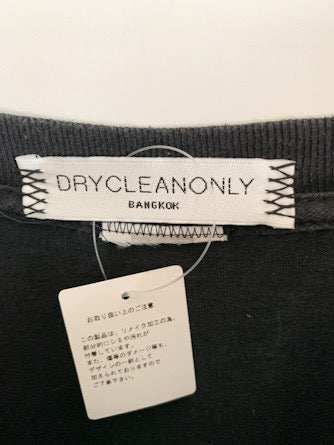 DRYCLEANONLY
BANGKOK
お取り扱い上のご注意
この製品は、リメイク加工の為、
部分的にシミや汚れが
付着しています。
また、傷等のダメージ等も、
デザインの一部として
加えられておりますので
ご了承下さい。